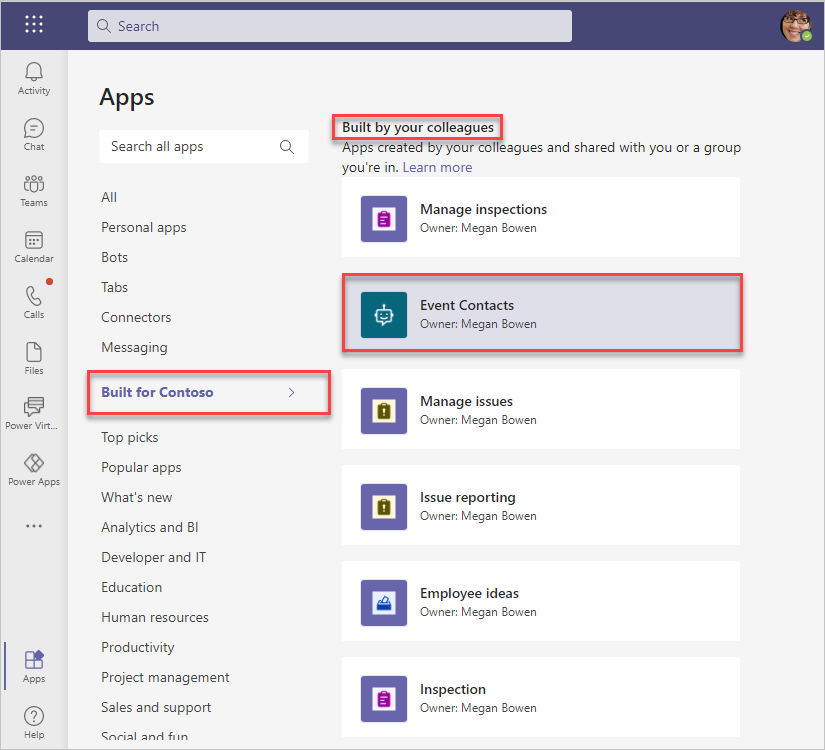 Search
Activity
Chat
Teams
Calendar
Calls
Files
Power Virt...
Power Apps
Apps
Help
Apps
Search all apps
All
Personal apps
Bots
Tabs
Connectors
Messaging
Built for Contoso
Top picks
Popular apps
What's new
Analytics and BI
Developer and IT
Education
Human resources
Productivity
Project management
Sales and support
Social and fun
Built by your colleagues
Apps created by your colleagues and shared with you or a group
you're in. Learn more
Manage inspections
Owner: Megan Bowen
Event Contacts
Owner: Megan Bowen
Manage issues
Owner: Megan Bowen
Issue reporting
Owner: Megan Bowen
Employee ideas
Owner: Megan Bowen
Inspection
Owner: Megan Bowen